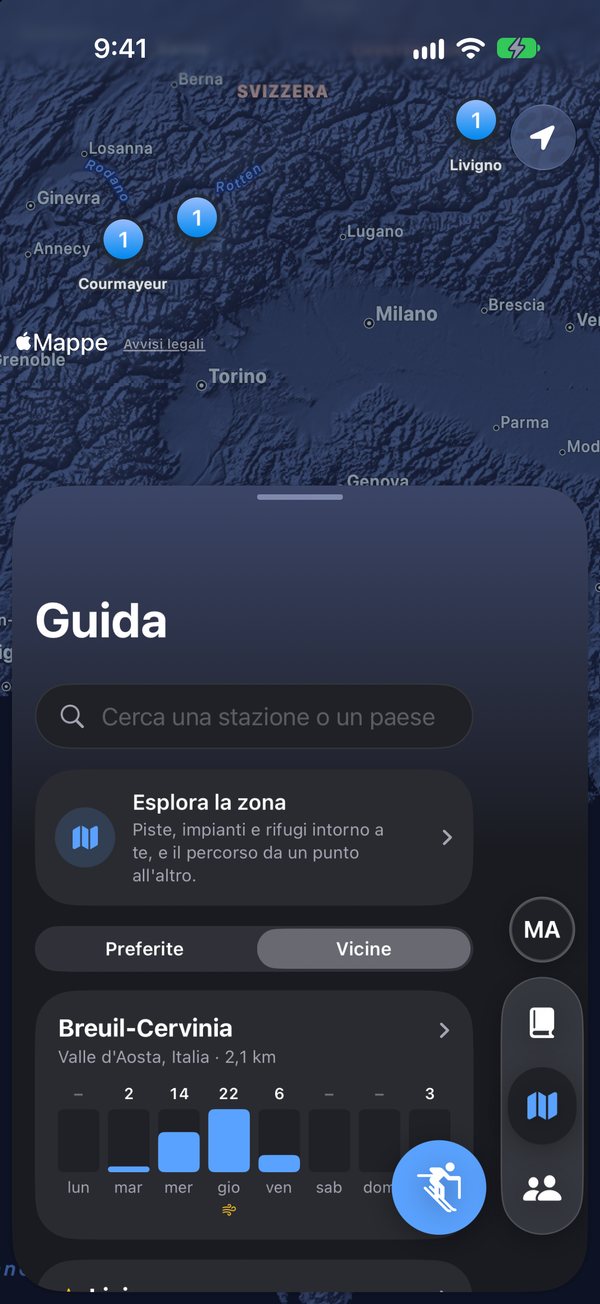 9:41
Berna
SVIZZERA
1
Livigno
Losanna
Rodano
Rotten
Ginevra
1
1
Annecy
Lugano
Courmayeur
Milano
Brescia
Ve
Mappe
Avvisi legali
Grenoble
Torino
Parma
Mod
Genova
Guida
Cerca una stazione o un paese
Esplora la zona
Piste, impianti e rifugi intorno a
te, e il percorso da un punto
all'altro.
MA
Preferite
Vicine
Breuil-Cervinia
Valle d'Aosta, Italia · 2,1 km
– 2 14 22 6 – – 3
lun mar mer gio ven sab dom